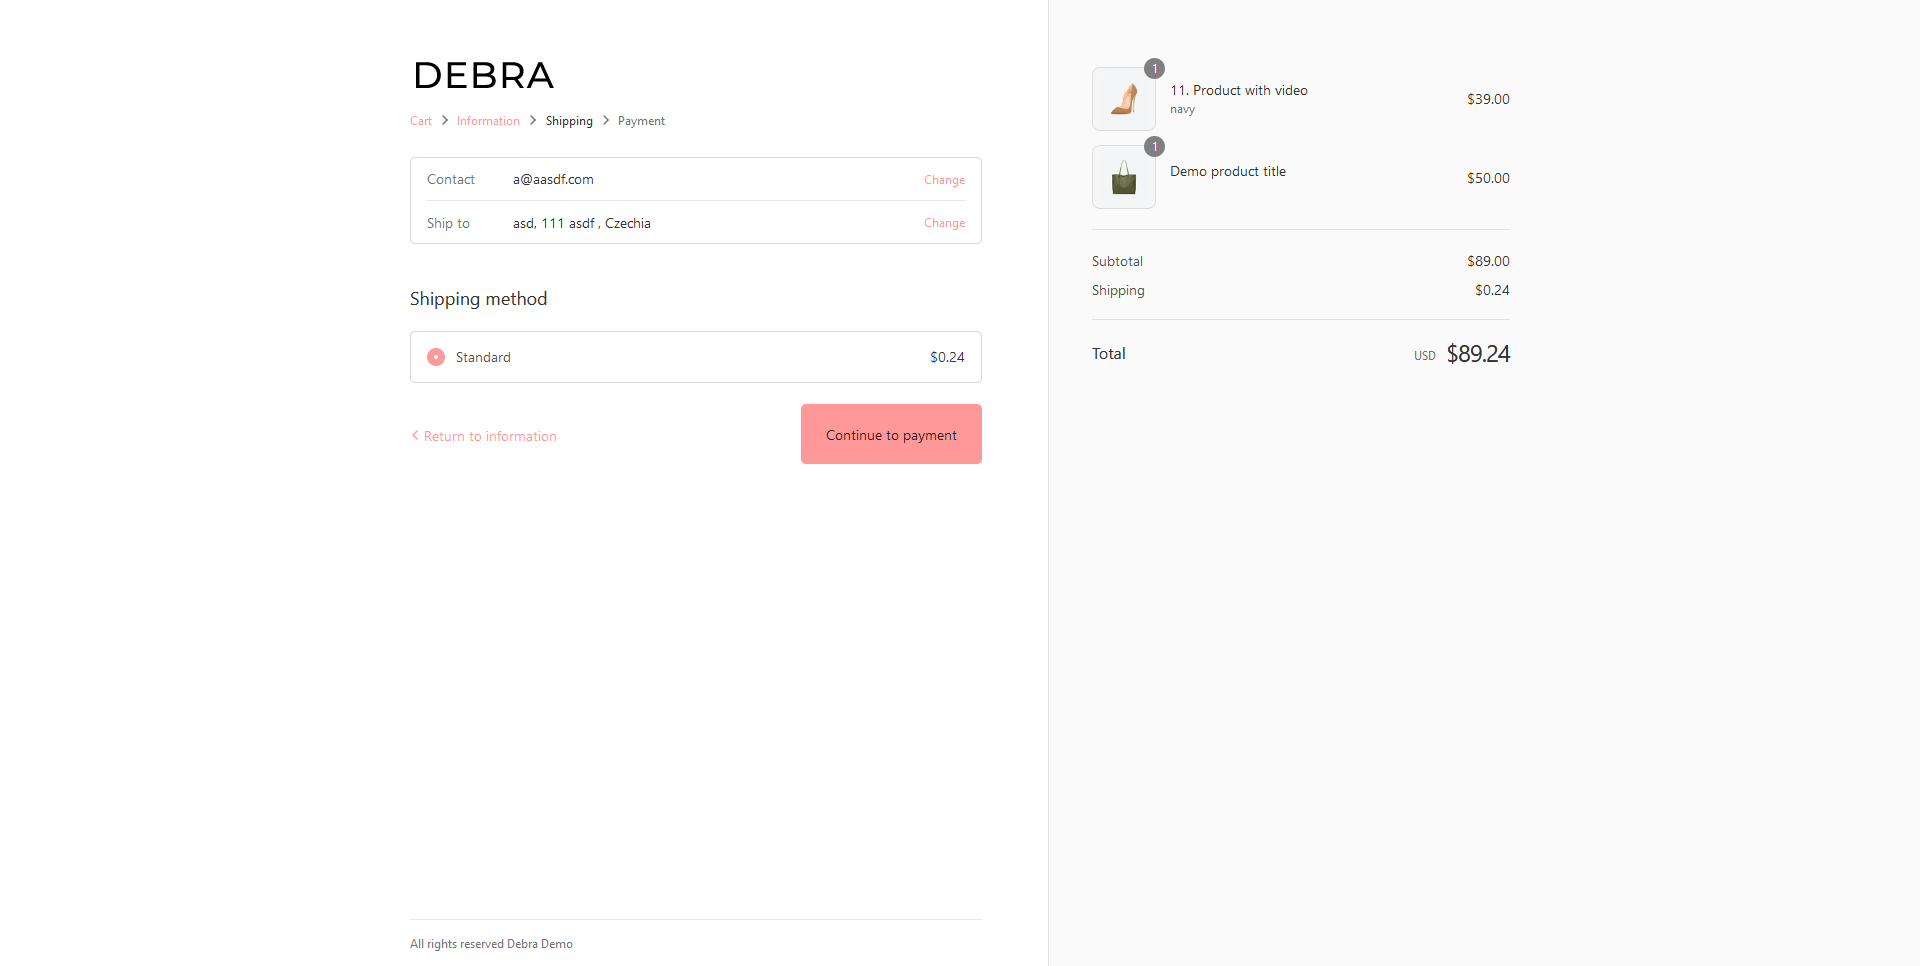 DEBRA
Cart > Information > Shipping > Payment
Contact a@aasdf.com Change
Ship to asd, 111 asdf , Czechia Change
Shipping method
Standard $0.24
Return to information
Continue to payment
All rights reserved Debra Demo
1
11. Product with video
navy
$39.00
1
Demo product title
$50.00
Subtotal $89.00
Shipping $0.24
Total USD $89.24